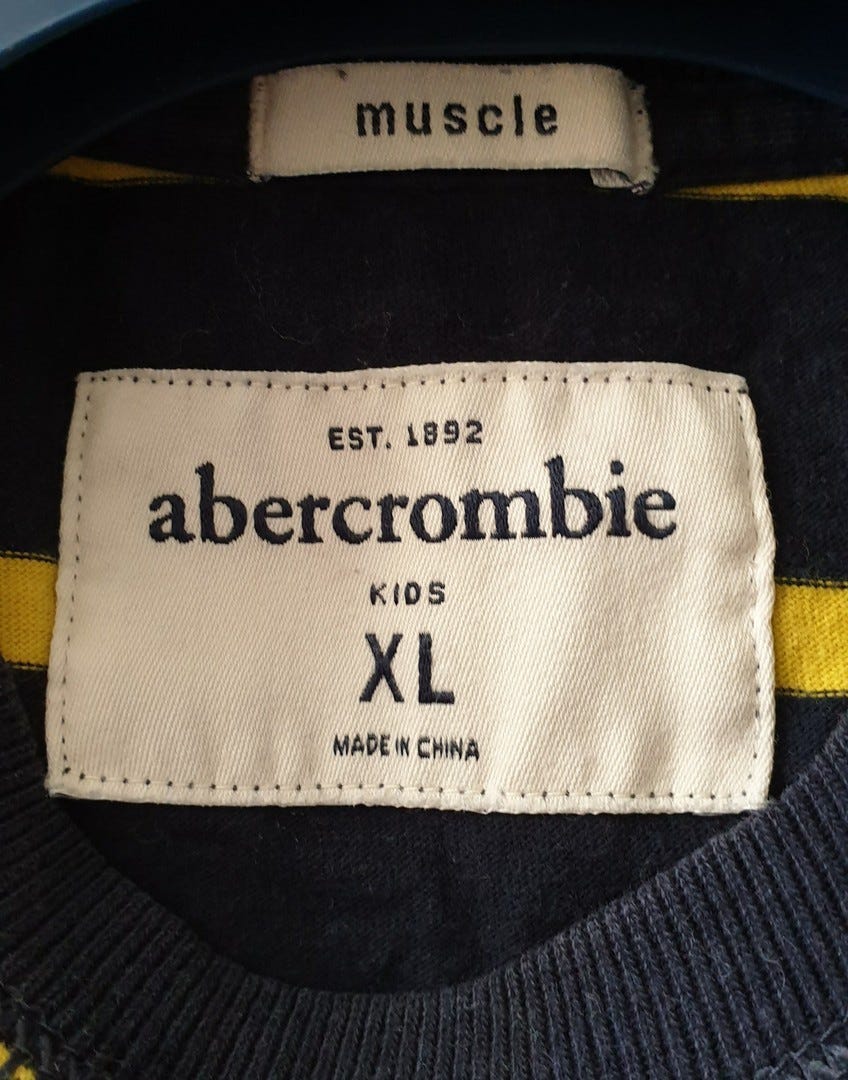 muscle
EST. 1892
abercrombie
KIDS
XL
MADE IN CHINA